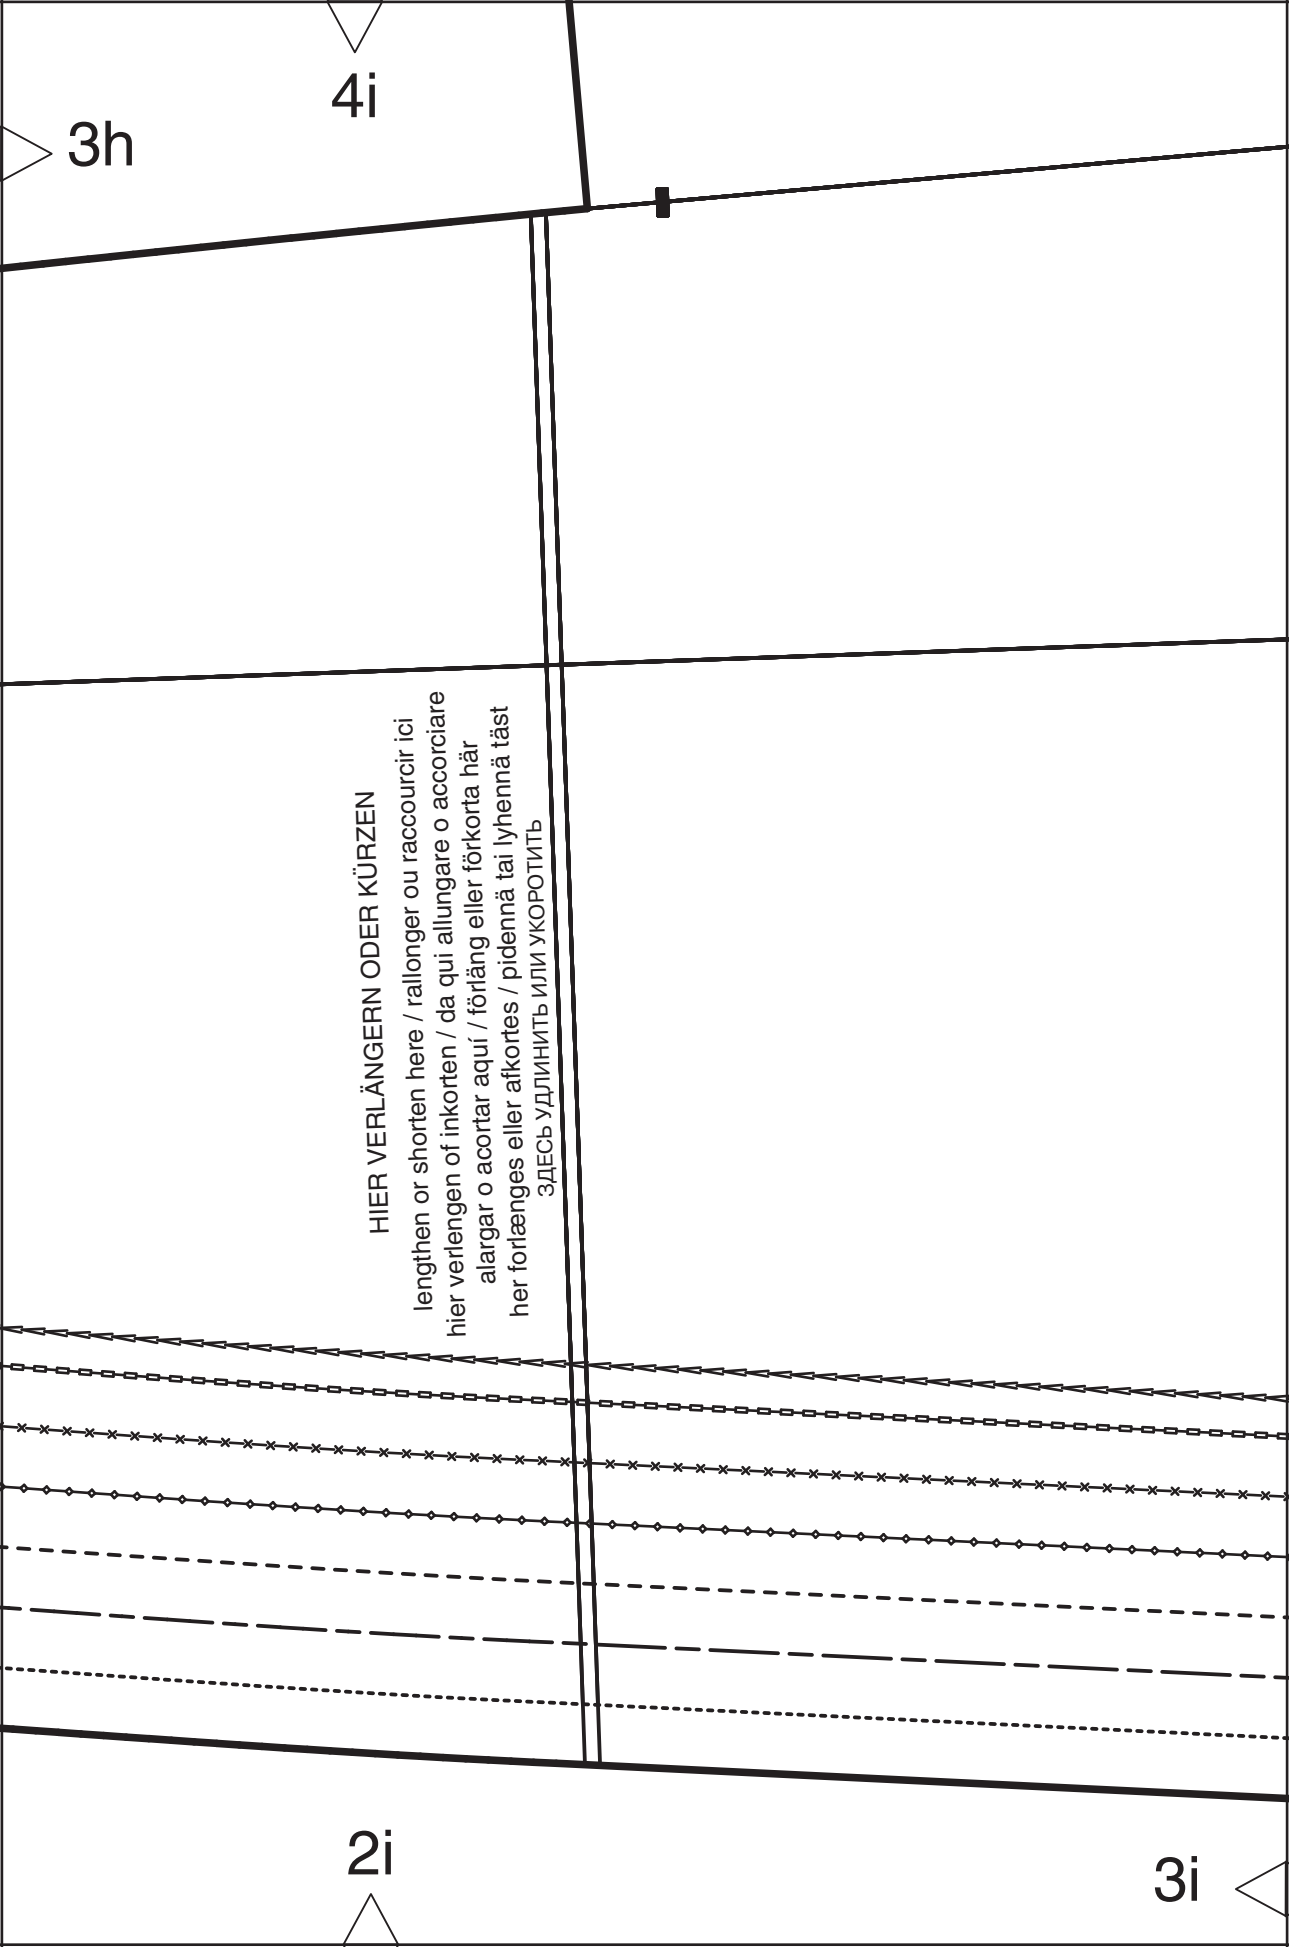 4i
3h
HIER VERLÄNGERN ODER KÜRZEN
lengthen or shorten here / rallonger ou raccourcir ici
hier verlengen of inkorten / da qui allungare o accorciare
alargar o acortar aquí / förläng eller förkorta här
her forlænges eller afkortes / pidennä tai lyhennä täst
ЗДЕСЬ УДЛИНИТЬ ИЛИ УКОРОТИТЬ
2i
3i